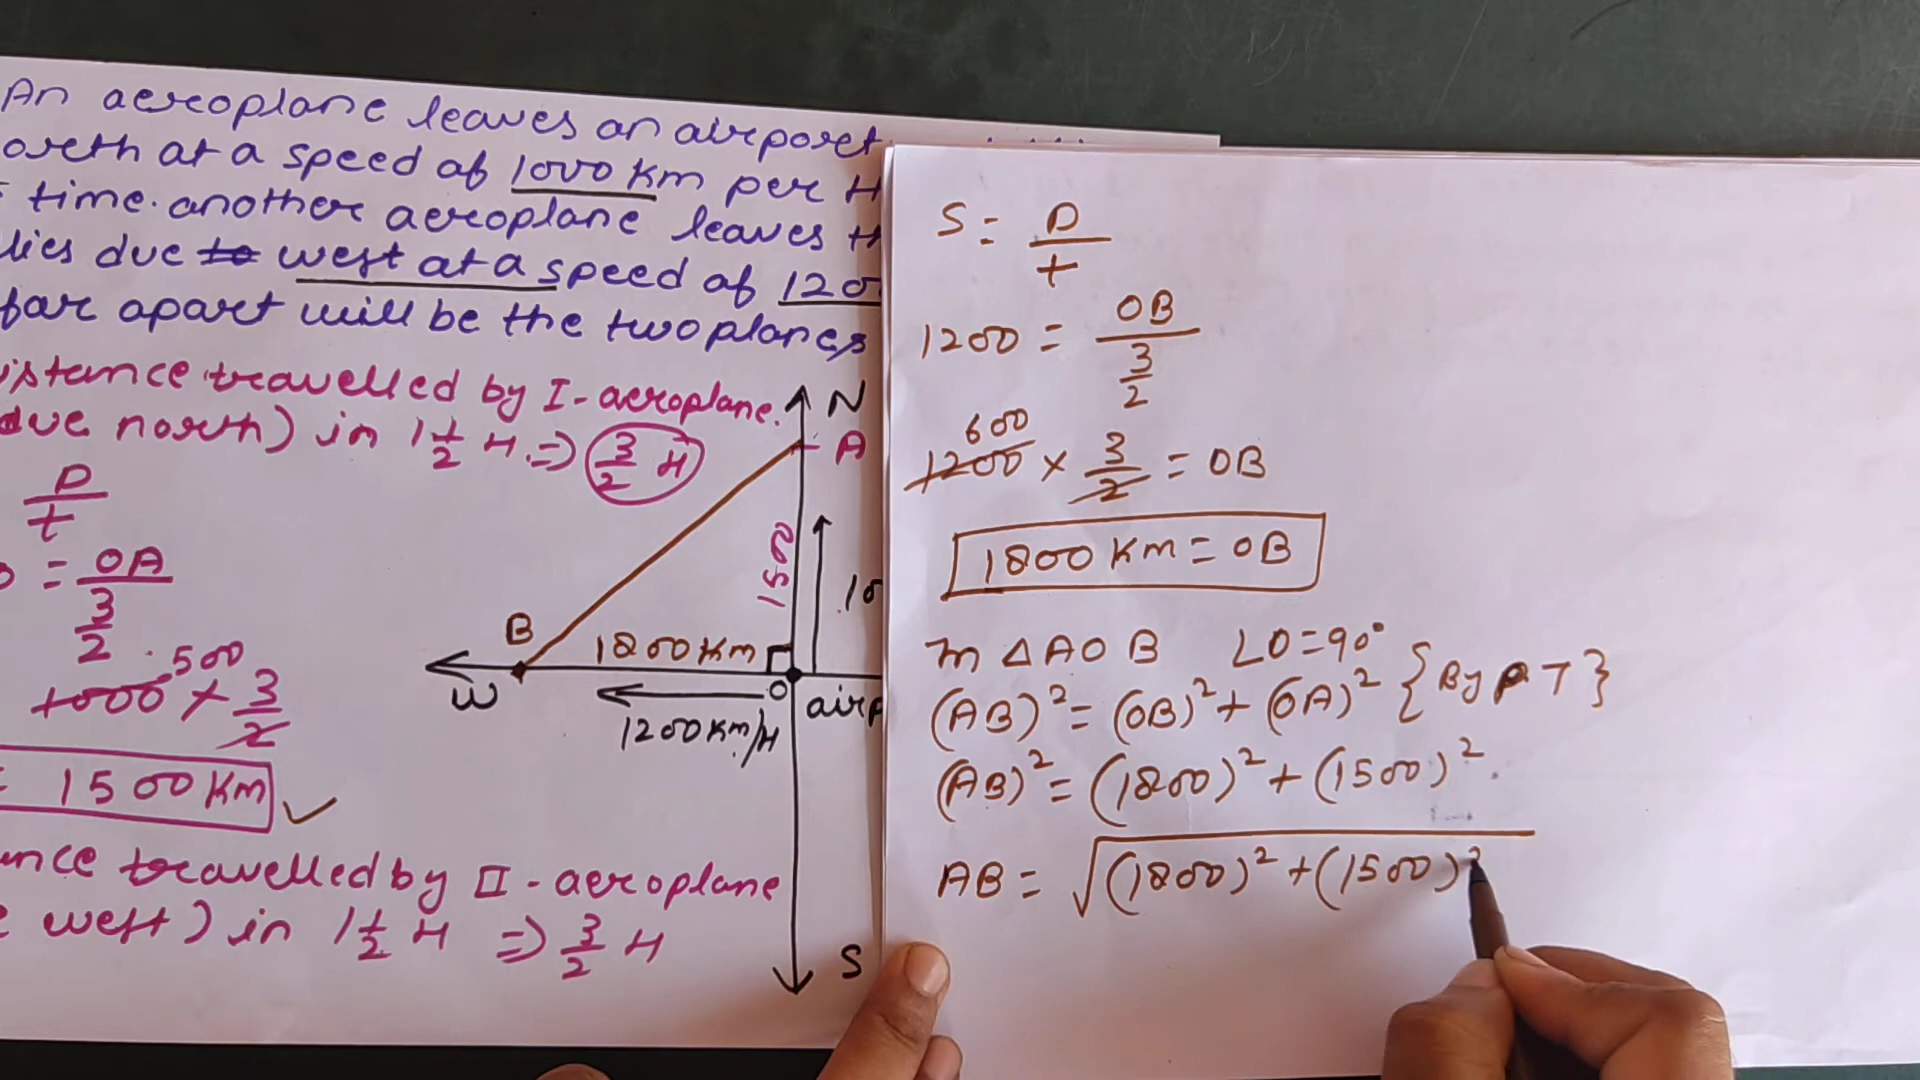 An aeroplane leaves an airport
oreth at a speed of 1000 Km per H
time. another aeroplane leaves th
lies due to west at a speed of 120
far apart will be the two planes
istance travelled by I-aeroplane.
due north) in 1 1/2 H. => 3/2 H
D/t
= OA/(3/2)
500
1000 × 3/2
= 1500 Km
ance travelled by II - aeroplane
west) in 1 1/2 H => 3/2 H
N
A
1500
10
B
1800 Km
W
O
airp
1200 Km/H
S
S = D/t
1200 = OB/(3/2)
600
1200 × 3/2 = OB
1800 Km = OB
m △ A O B ∠O = 90°
(AB)² = (OB)² + (OA)² {By P T}
(AB)² = (1800)² + (1500)².
AB = √(1800)² + (1500)²